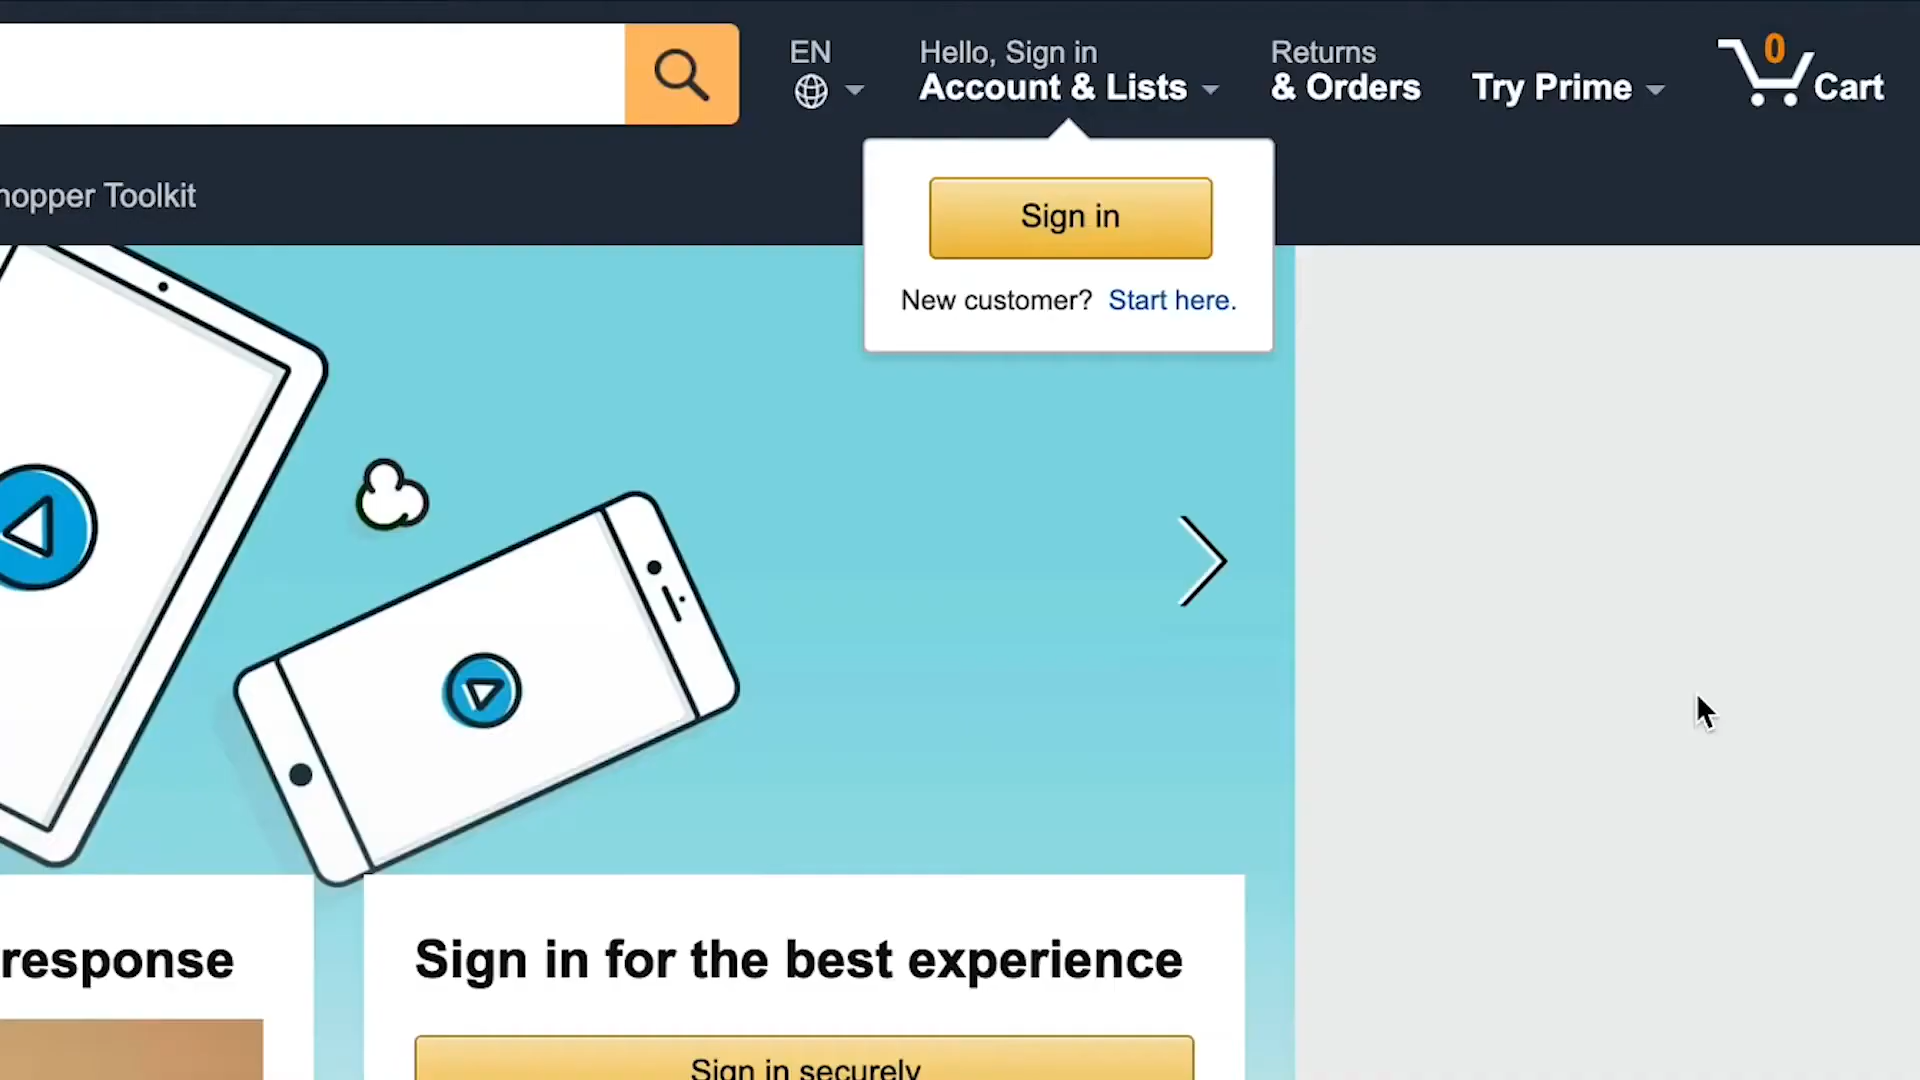 EN
Hello, Sign in
Account & Lists
Returns
& Orders
Try Prime
0
Cart
hopper Toolkit
Sign in
New customer? Start here.
response
Sign in for the best experience
Sign in securely